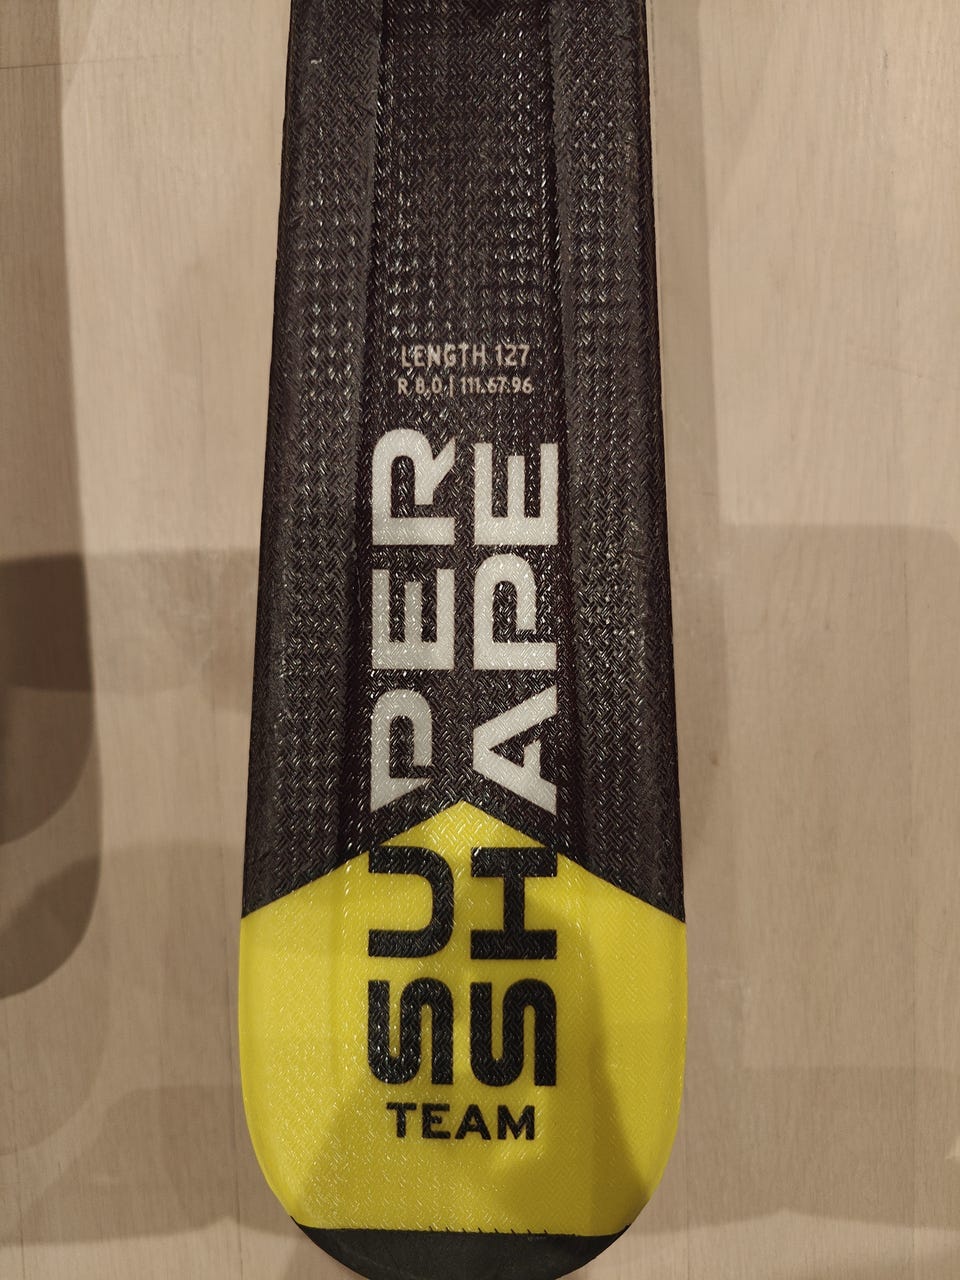 LENGTH 127
R 8,0 | 111.67.96
SUPER
SHAPE
TEAM